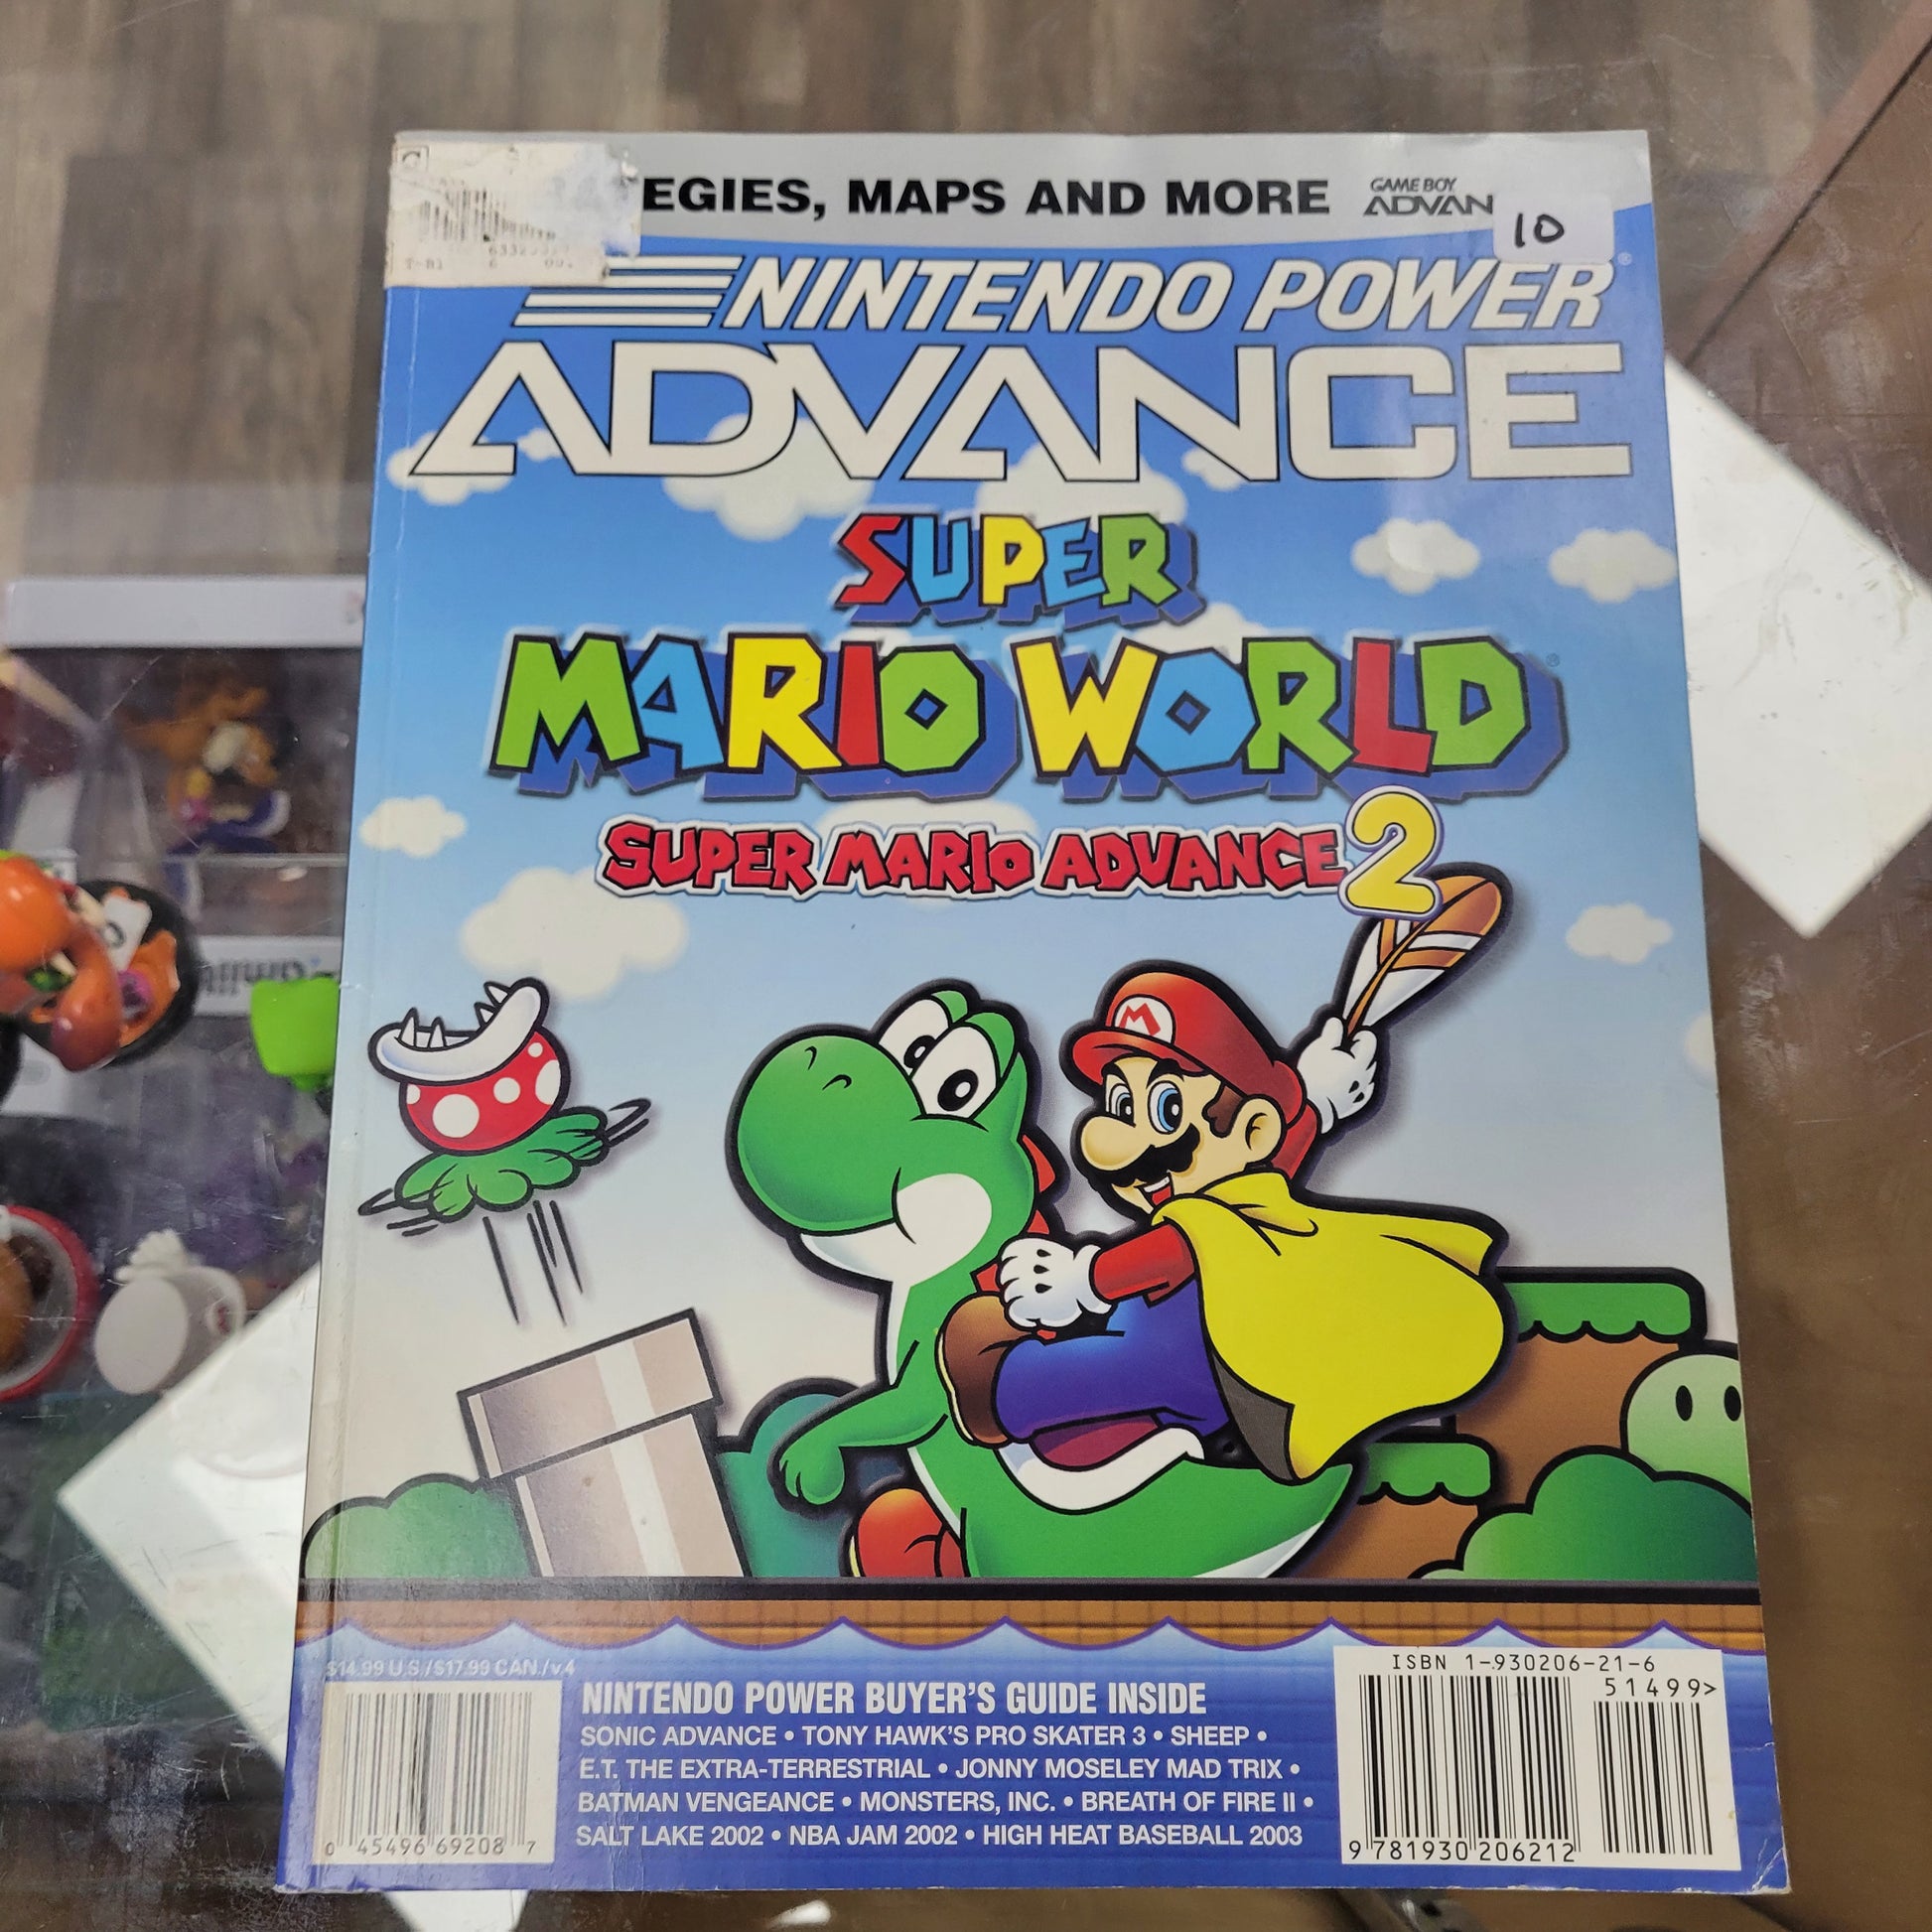 EGIES, MAPS AND MORE
GAME BOY
ADVAN
10
NINTENDO POWER®
ADVANCE
SUPER
MARIO WORLD®
SUPER MARIO ADVANCE 2
M
$14.99 U.S./$17.99 CAN./v.4
NINTENDO POWER BUYER'S GUIDE INSIDE
SONIC ADVANCE • TONY HAWK'S PRO SKATER 3 • SHEEP •
E.T. THE EXTRA-TERRESTRIAL • JONNY MOSELEY MAD TRIX •
BATMAN VENGEANCE • MONSTERS, INC. • BREATH OF FIRE II •
SALT LAKE 2002 • NBA JAM 2002 • HIGH HEAT BASEBALL 2003
0 45496 69208 7
ISBN 1-930206-21-6
51499>
9 781930 206212